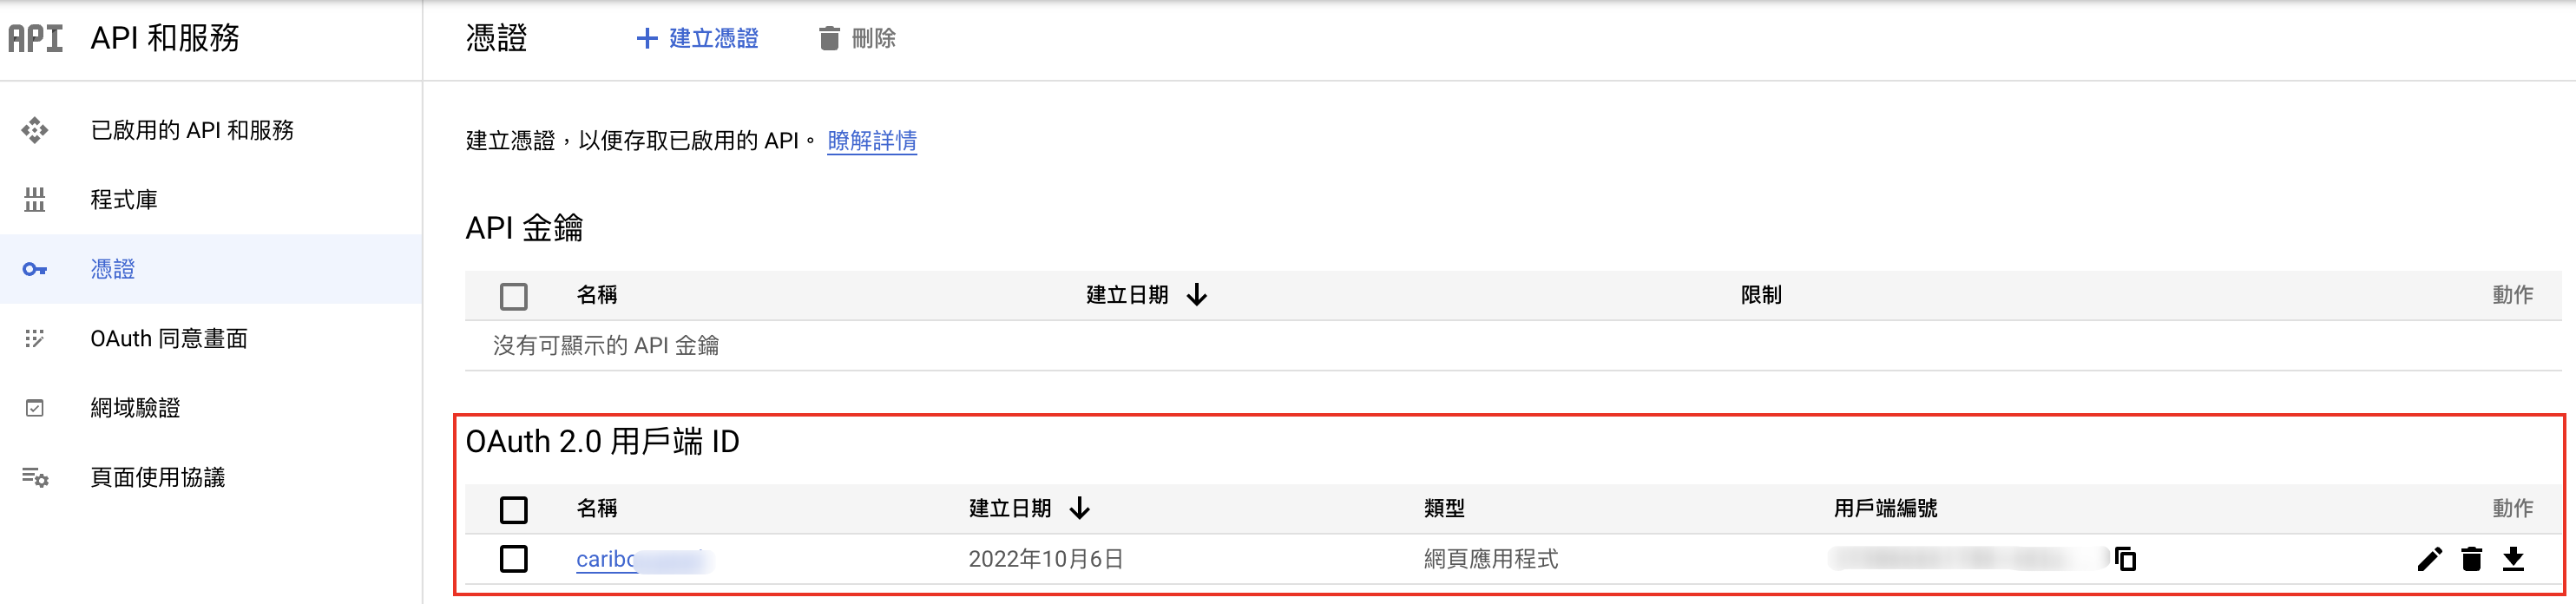 API API 和服務
已啟用的 API 和服務
程式庫
憑證
OAuth 同意畫面
網域驗證
頁面使用協議
憑證 建立憑證 刪除
建立憑證，以便存取已啟用的 API。 瞭解詳情
API 金鑰
名稱 建立日期 限制 動作
沒有可顯示的 API 金鑰
OAuth 2.0 用戶端 ID
名稱 建立日期 類型 用戶端編號 動作
2022年10月6日 網頁應用程式